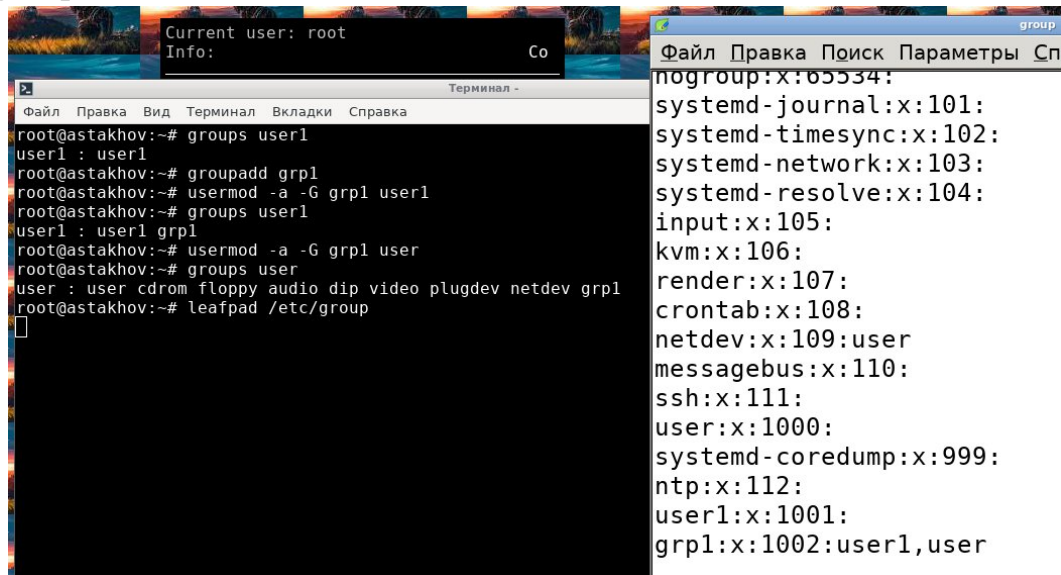 Current user: root
Info: Co
Терминал -
Файл Правка Вид Терминал Вкладки Справка
root@astakhov:~# groups user1
user1 : user1
root@astakhov:~# groupadd grp1
root@astakhov:~# usermod -a -G grp1 user1
root@astakhov:~# groups user1
user1 : user1 grp1
root@astakhov:~# usermod -a -G grp1 user
root@astakhov:~# groups user
user : user cdrom floppy audio dip video plugdev netdev grp1
root@astakhov:~# leafpad /etc/group
group
Файл Правка Поиск Параметры Сп
nogroup:x:65534:
systemd-journal:x:101:
systemd-timesync:x:102:
systemd-network:x:103:
systemd-resolve:x:104:
input:x:105:
kvm:x:106:
render:x:107:
crontab:x:108:
netdev:x:109:user
messagebus:x:110:
ssh:x:111:
user:x:1000:
systemd-coredump:x:999:
ntp:x:112:
user1:x:1001:
grp1:x:1002:user1,user